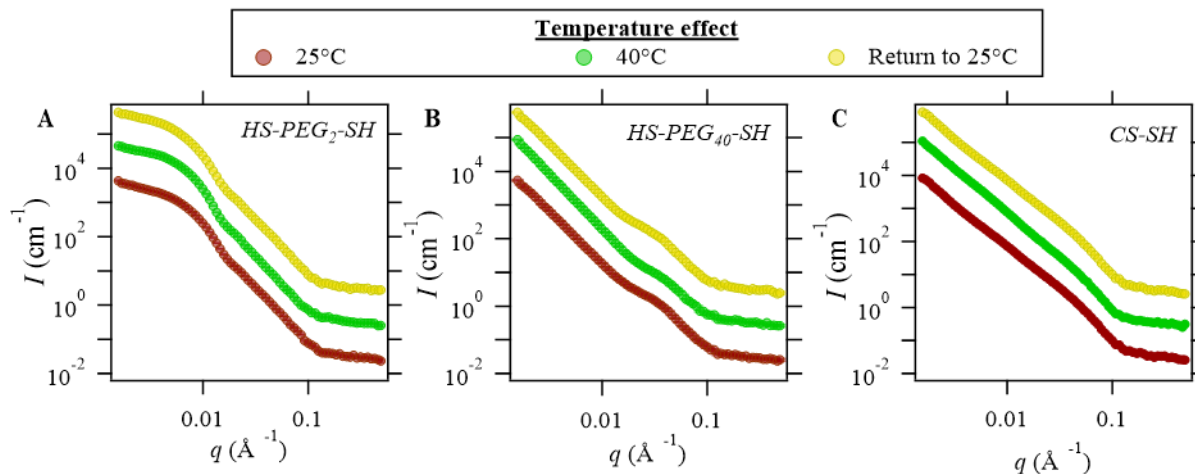 Temperature effect
25°C 40°C Return to 25°C
A HS-PEG2-SH
10^4
10^2
10^0
10^-2
I (cm^-1)
0.01 0.1
q (Å^-1)
B HS-PEG40-SH
10^4
10^2
10^0
10^-2
I (cm^-1)
0.01 0.1
q (Å^-1)
C CS-SH
10^4
10^2
10^0
10^-2
I (cm^-1)
0.01 0.1
q (Å^-1)